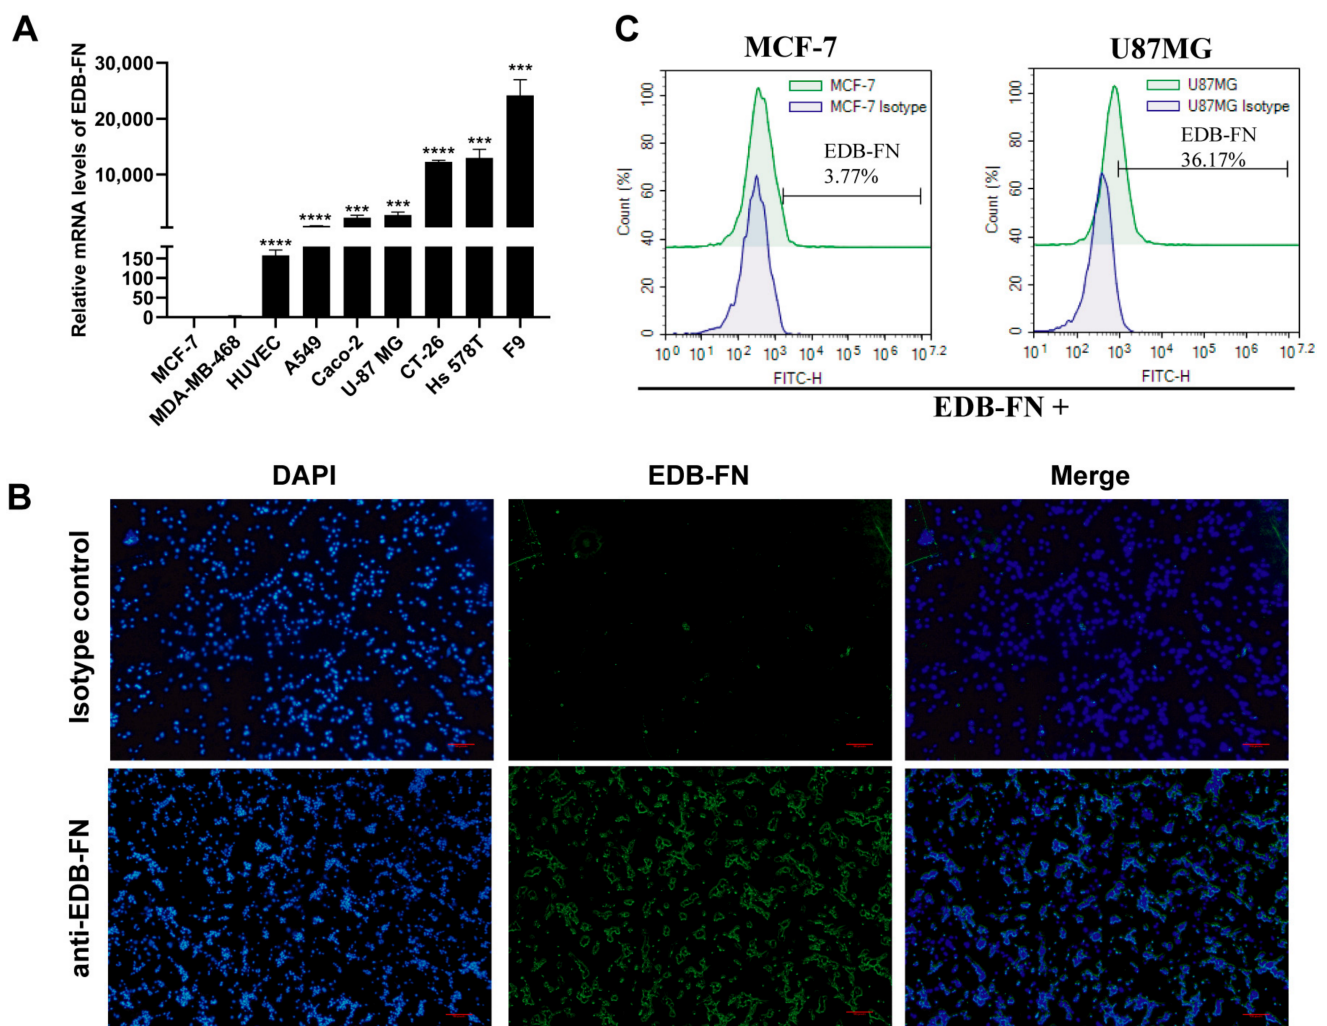 A
Relative mRNA levels of EDB-FN
30,000
20,000
10,000
150
100
50
0
****
****
***
***
****
***
***
MCF-7
MDA-MB-468
HUVEC
A549
Caco-2
U-87 MG
CT-26
Hs 578T
F9
C
MCF-7
Count (%)
100
80
60
40
20
0
MCF-7
MCF-7 Isotype
EDB-FN
3.77%
10^0 10^1 10^2 10^3 10^4 10^5 10^6 10^7.2
FITC-H
U87MG
Count (%)
100
80
60
40
20
0
U87MG
U87MG Isotype
EDB-FN
36.17%
10^1 10^2 10^3 10^4 10^5 10^6 10^7.2
FITC-H
EDB-FN +
B
DAPI
EDB-FN
Merge
Isotype control
anti-EDB-FN